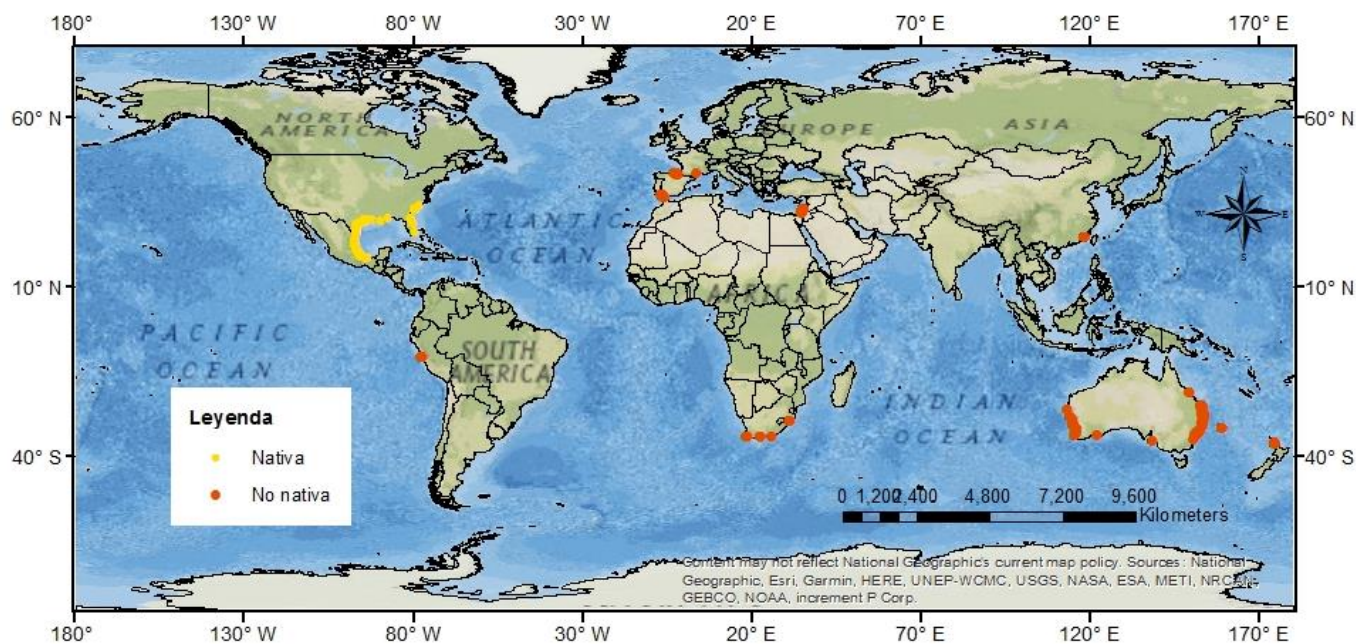 180° 130° W 80° W 20° E 70° E 120° E 170° E
60° N 60° N
NORTH AMERICA
EUROPE ASIA
N
W E
S
ATLANTIC OCEAN
10° N 10° N
AFRICA
PACIFIC OCEAN
SOUTH AMERICA
INDIAN OCEAN
Leyenda
Nativa
No nativa
40° S 40° S
0 1,200 2,400 4,800 7,200 9,600
Kilometers
Content may not reflect National Geographic's current map policy. Sources: National
Geographic, Esri, Garmin, HERE, UNEP-WCMC, USGS, NASA, ESA, METI, NRCAN,
GEBCO, NOAA, increment P Corp.
180° 130° W 80° W 20° E 70° E 120° E 170° E